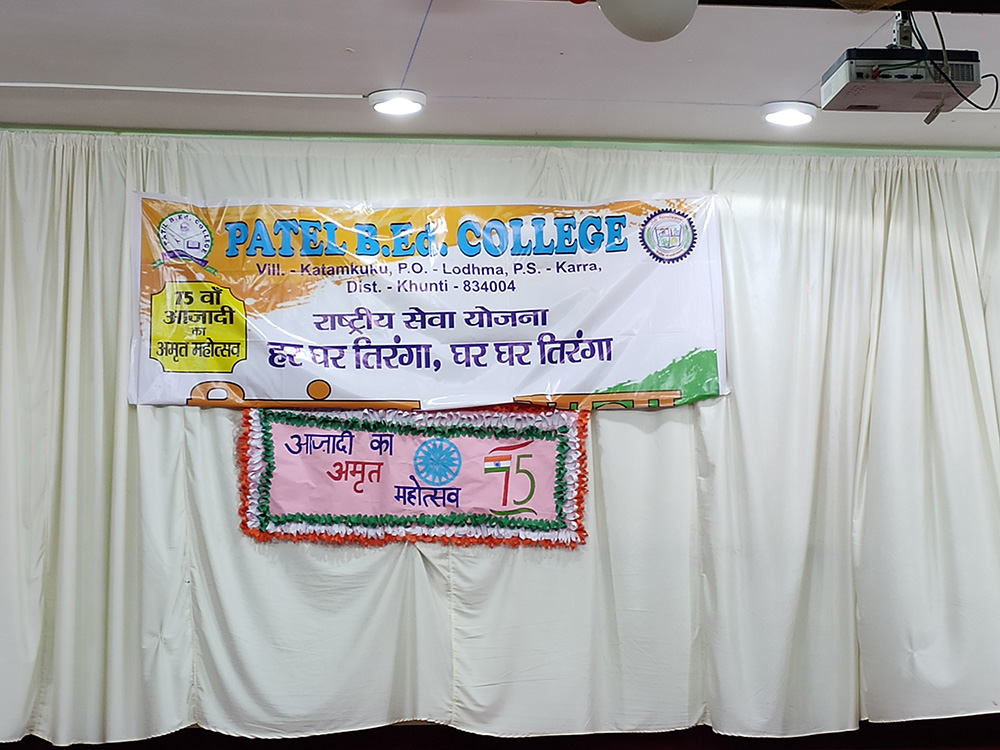 PATEL B.Ed. COLLEGE
Vill. - Katamkuku, P.O. - Lodhma, P.S. - Karra,
Dist. - Khunti - 834004
75 वाँ
आजादी
का
अमृत महोत्सव
राष्ट्रीय सेवा योजना
हर घर तिरंगा, घर घर तिरंगा
आज़ादी का
अमृत
महोत्सव
75